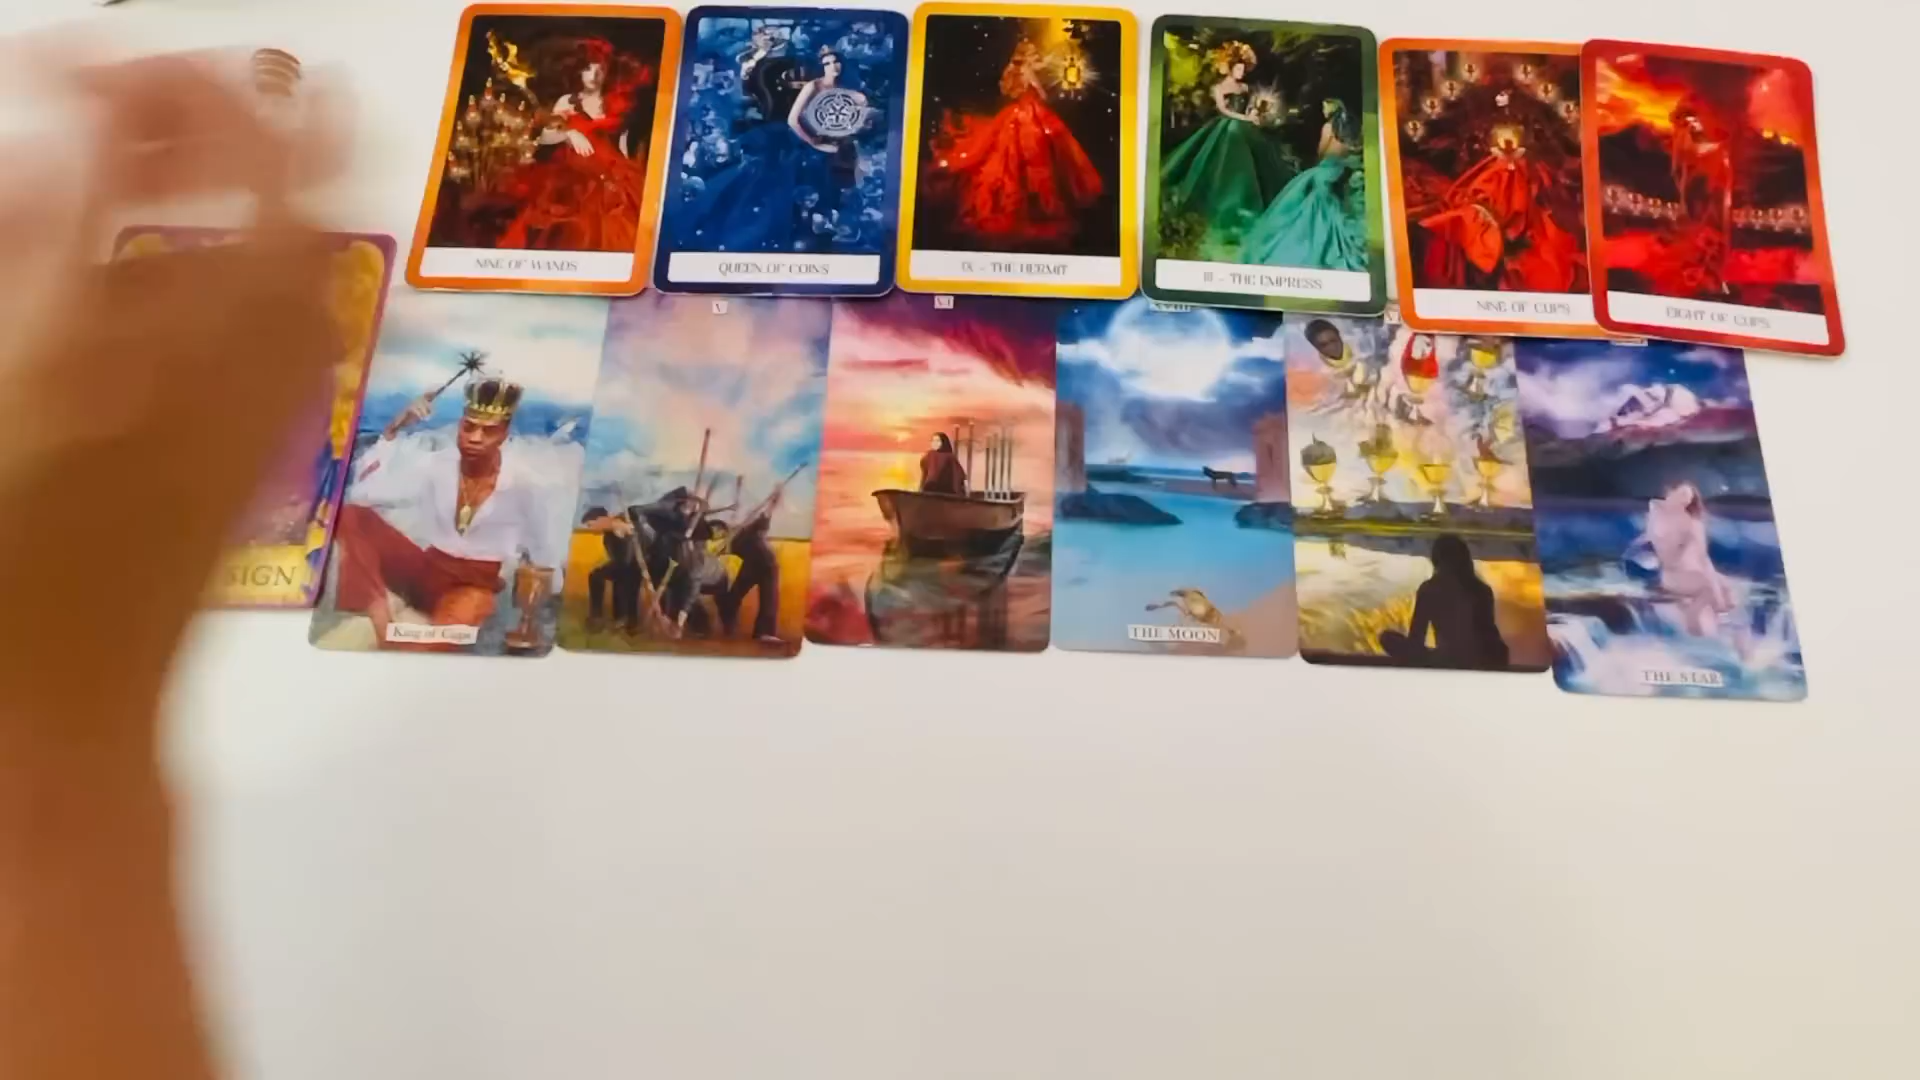 NINE OF WANDS
QUEEN OF COINS
IX - THE HERMIT
III - THE EMPRESS
NINE OF CUPS
EIGHT OF CUPS
V
VI
XVIII
SIGN
King of Cups
THE MOON
THE STAR